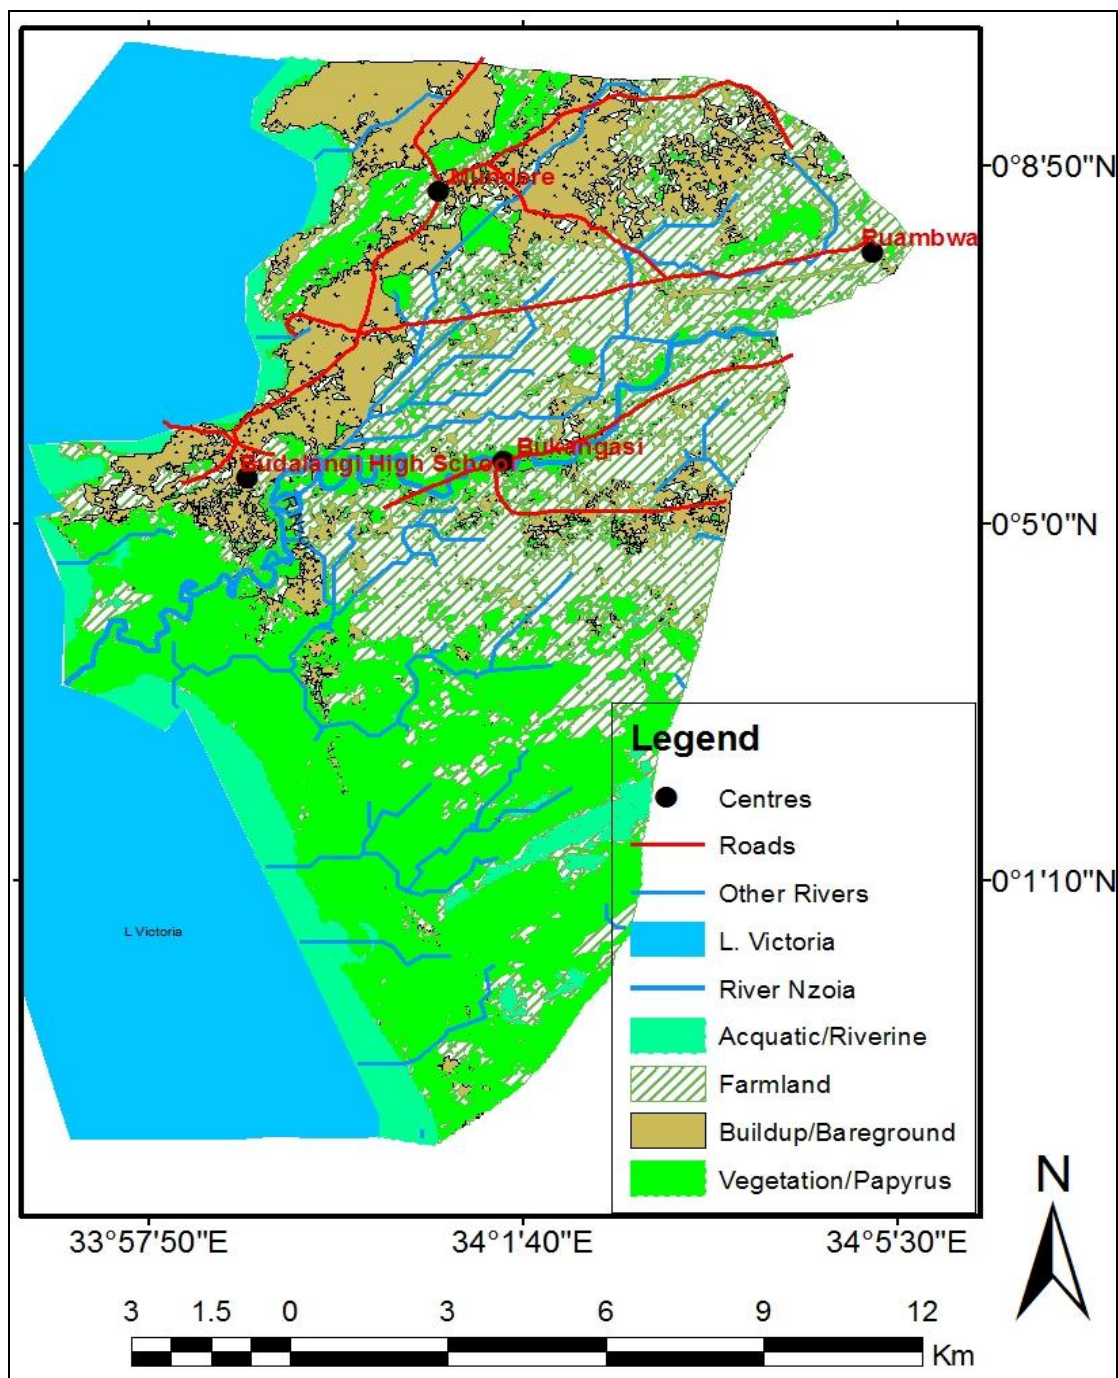 Mundere
0°8'50"N
Ruambwa
Bukangasi
Budalangi High School
0°5'0"N
Legend
Centres
Roads
Other Rivers
0°1'10"N
L Victoria
L. Victoria
River Nzoia
Acquatic/Riverine
Farmland
Buildup/Bareground
Vegetation/Papyrus
N
33°57'50"E 34°1'40"E 34°5'30"E
3 1.5 0 3 6 9 12
Km